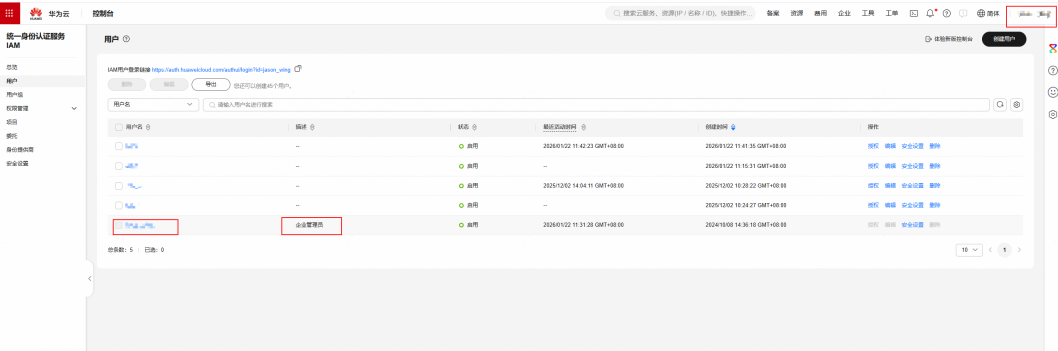 HUAWEI 华为云 控制台 搜索云服务、资源(IP / 名称 / ID)、快捷操作... 备案 资源 费用 企业 工具 工单 简体
统一身份认证服务
IAM
总览
用户
用户组
权限管理
项目
委托
身份提供商
安全设置
用户 体验新版控制台 创建用户
IAM用户登录链接 https://auth.huaweicloud.com/authui/login?id=jason_wing
删除 编辑 导出 您还可以创建45个用户。
用户名 请输入用户名进行搜索
用户名 描述 状态 最近活动时间 创建时间 操作
-- 启用 2026/01/22 11:42:23 GMT+08:00 2026/01/22 11:41:35 GMT+08:00 授权 编辑 安全设置 删除
-- 启用 -- 2026/01/22 11:15:31 GMT+08:00 授权 编辑 安全设置 删除
-- 启用 2025/12/02 14:04:11 GMT+08:00 2025/12/02 10:28:22 GMT+08:00 授权 编辑 安全设置 删除
-- 启用 -- 2025/12/02 10:24:27 GMT+08:00 授权 编辑 安全设置 删除
企业管理员 启用 2026/01/22 11:31:28 GMT+08:00 2024/10/08 14:36:18 GMT+08:00 授权 编辑 安全设置 删除
总条数: 5 已选: 0 10 < 1 >